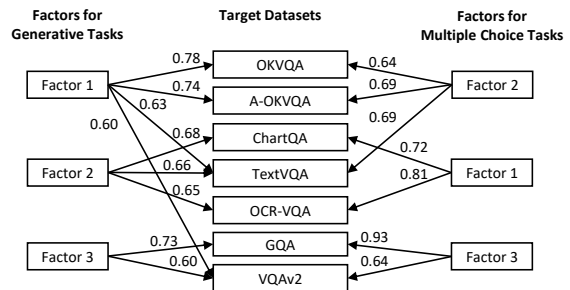 Factors for
Generative Tasks
Target Datasets
Factors for
Multiple Choice Tasks
Factor 1
0.78
OKVQA
0.64
Factor 2
0.74
A-OKVQA
0.69
0.63
0.60
0.69
0.68
ChartQA
0.72
Factor 2
0.66
TextVQA
0.81
Factor 1
0.65
OCR-VQA
Factor 3
0.73
GQA
0.93
Factor 3
0.60
VQAv2
0.64